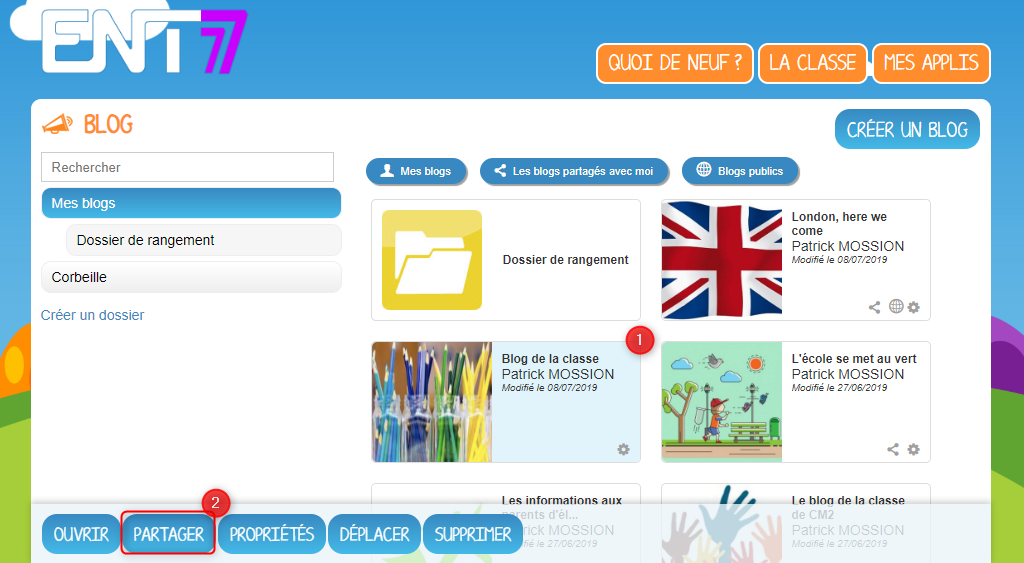 ENT 77
QUOI DE NEUF ?
LA CLASSE
MES APPLIS
BLOG
CRÉER UN BLOG
Rechercher
Mes blogs
Dossier de rangement
Corbeille
Créer un dossier
Mes blogs
Les blogs partagés avec moi
Blogs publics
Dossier de rangement
London, here we
come
Patrick MOSSION
Modifié le 08/07/2019
1
Blog de la classe
Patrick MOSSION
Modifié le 08/07/2019
L'école se met au vert
Patrick MOSSION
Modifié le 27/06/2019
Les informations aux
parents d'él...
Patrick MOSSION
Modifié le 27/06/2019
Le blog de la classe
de CM2
Patrick MOSSION
Modifié le 27/06/2019
2
OUVRIR
PARTAGER
PROPRIÉTÉS
DÉPLACER
SUPPRIMER